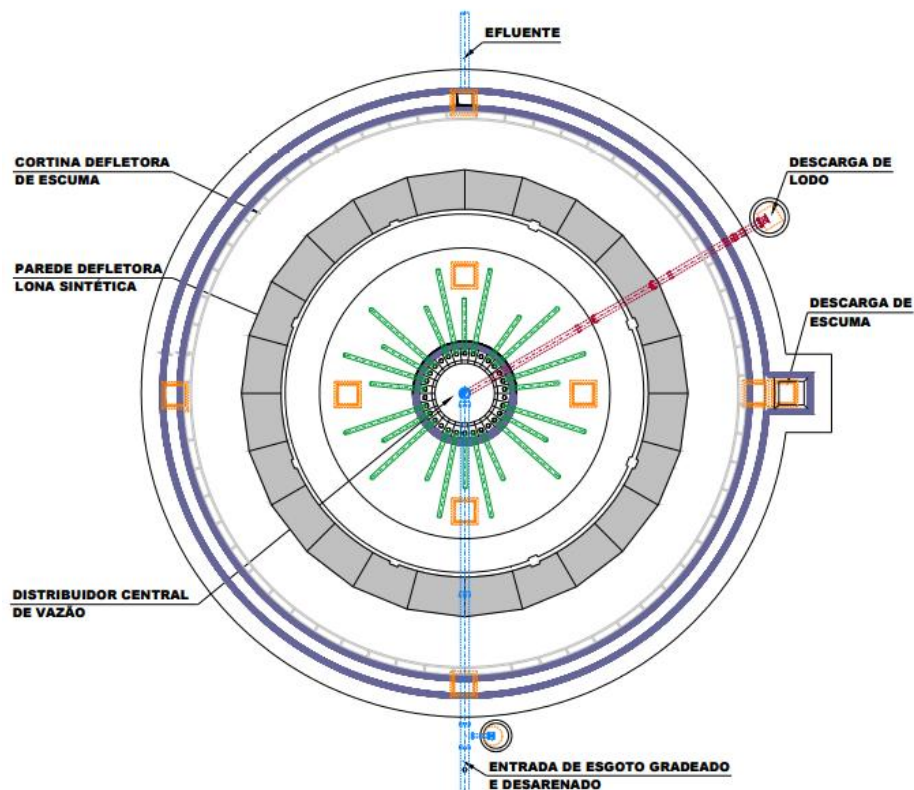 EFLUENTE
CORTINA DEFLETORA
DE ESCUMA
DESCARGA DE
LODO
PAREDE DEFLETORA
LONA SINTÉTICA
DESCARGA DE
ESCUMA
DISTRIBUIDOR CENTRAL
DE VAZÃO
ENTRADA DE ESGOTO GRADEADO
E DESARENADO